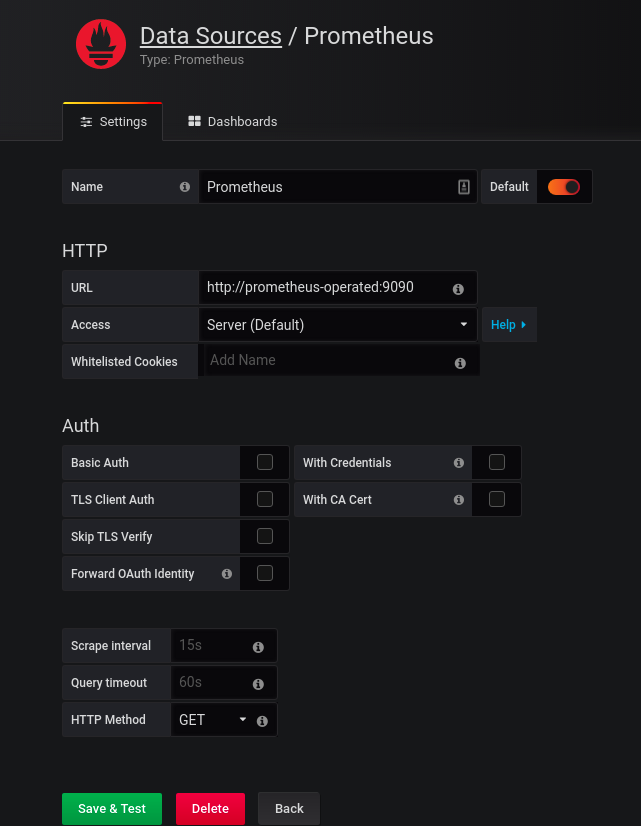 Data Sources / Prometheus
Type: Prometheus
Settings
Dashboards
Name
Prometheus
Default
HTTP
URL
http://prometheus-operated:9090
Access
Server (Default)
Help
Whitelisted Cookies
Add Name
Auth
Basic Auth
With Credentials
TLS Client Auth
With CA Cert
Skip TLS Verify
Forward OAuth Identity
Scrape interval
15s
Query timeout
60s
HTTP Method
GET
Save & Test
Delete
Back